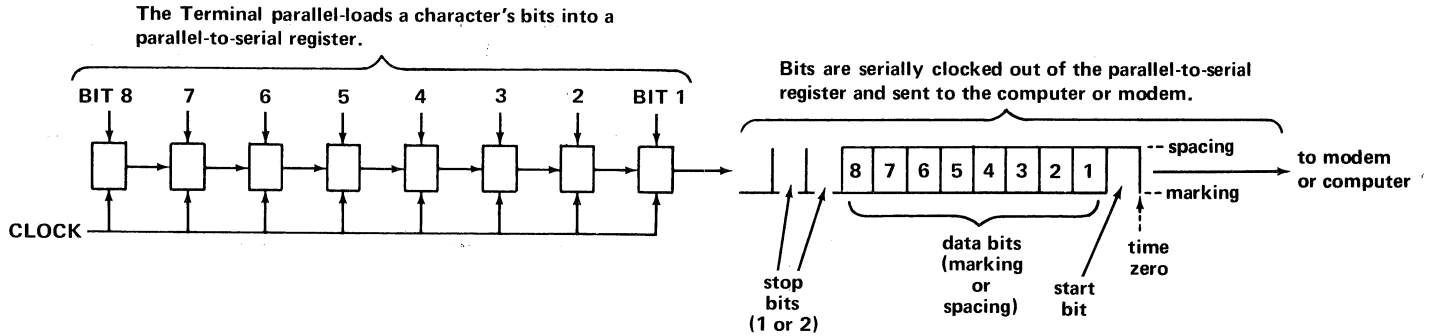 The Terminal parallel-loads a character's bits into a
parallel-to-serial register.
BIT 8 7 6 5 4 3 2 BIT 1
CLOCK
Bits are serially clocked out of the parallel-to-serial
register and sent to the computer or modem.
8 7 6 5 4 3 2 1
spacing
marking
to modem
or computer
stop
bits
(1 or 2)
data bits
(marking
or
spacing)
start
bit
time
zero